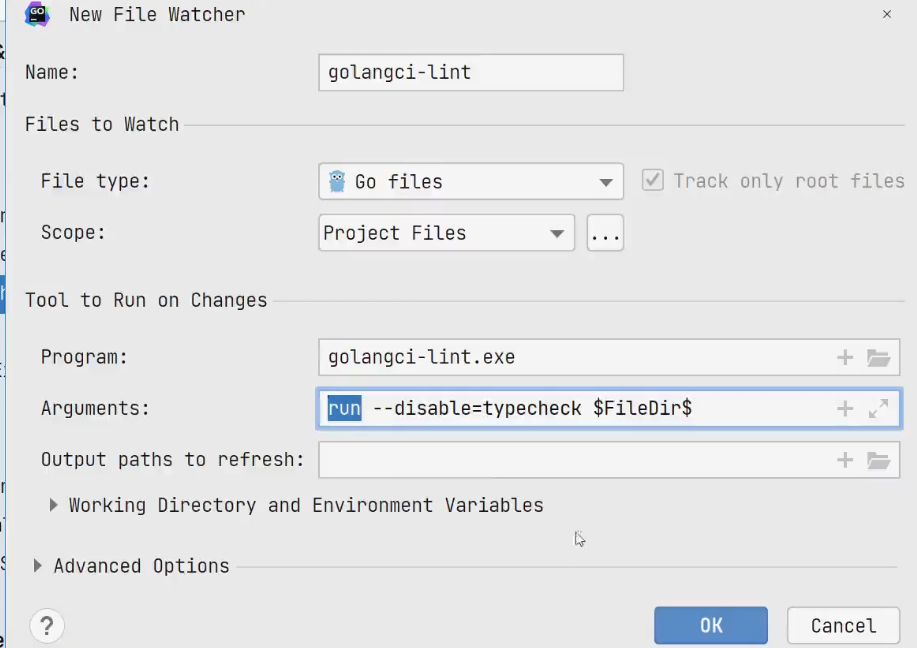 GO
New File Watcher
Name: golangci-lint
Files to Watch
File type: Go files Track only root files
Scope: Project Files ...
Tool to Run on Changes
Program: golangci-lint.exe
Arguments: run --disable=typecheck $FileDir$
Output paths to refresh:
Working Directory and Environment Variables
Advanced Options
? OK Cancel